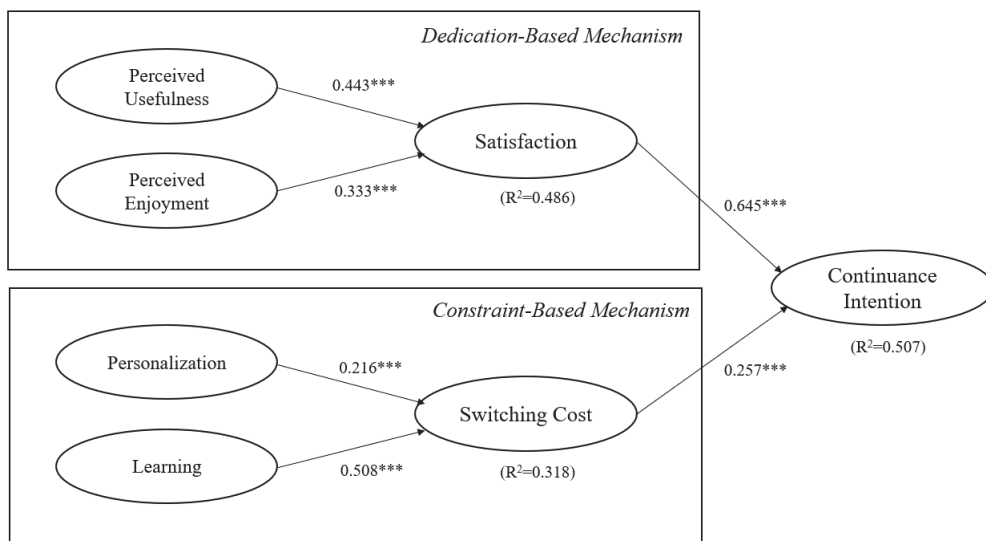 Dedication-Based Mechanism
Perceived
Usefulness
0.443***
Satisfaction
Perceived
Enjoyment
0.333***
(R²=0.486)
0.645***
Continuance
Intention
(R²=0.507)
Constraint-Based Mechanism
Personalization
0.216***
0.257***
Switching Cost
Learning
0.508***
(R²=0.318)